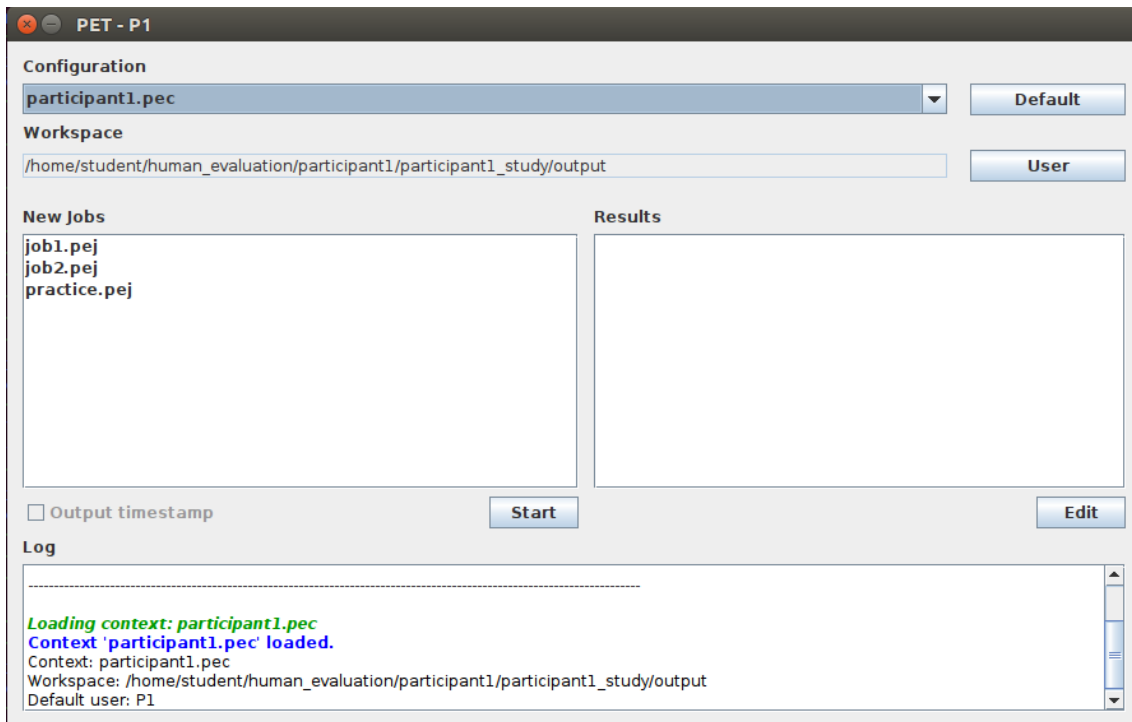 PET - P1
Configuration
participant1.pec
Default
Workspace
/home/student/human_evaluation/participant1/participant1_study/output
User
New Jobs
Results
job1.pej
job2.pej
practice.pej
Output timestamp
Start
Edit
Log
------------------------------------------------------------------------------------------------------------------------
Loading context: participant1.pec
Context 'participant1.pec' loaded.
Context: participant1.pec
Workspace: /home/student/human_evaluation/participant1/participant1_study/output
Default user: P1